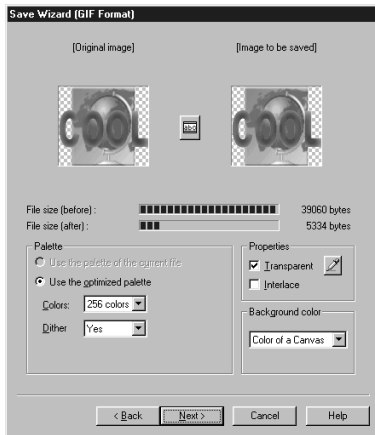 Save Wizard (GIF Format)
[Original image] [Image to be saved]
COOL COOL
abc
File size (before) : 39060 bytes
File size (after) : 5334 bytes
Palette
Use the palette of the current file
Use the optimized palette
Colors: 256 colors
Dither Yes
Properties
Transparent
Interlace
Background color
Color of a Canvas
< Back Next > Cancel Help